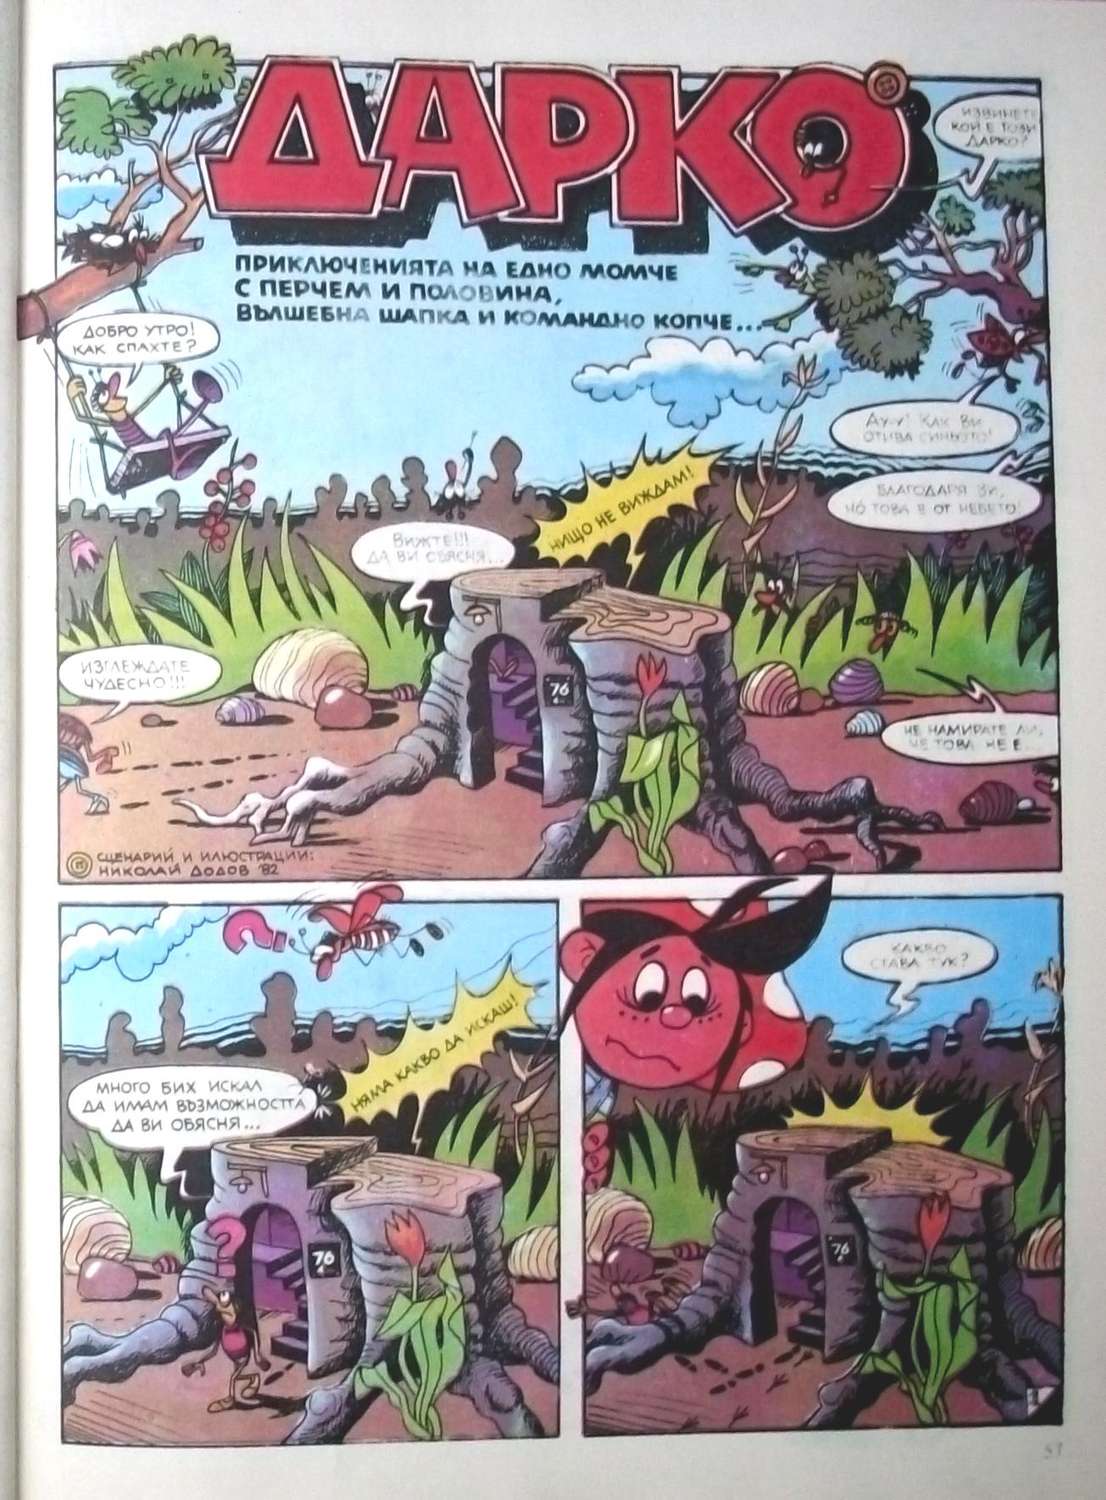 ДАРКО
ИЗВИНЕТЕ
КОЙ Е ТОЗИ
ДАРКО?
ПРИКЛЮЧЕНИЯТА НА ЕДНО МОМЧЕ
С ПЕРЧЕМ И ПОЛОВИНА,
ВЪЛШЕБНА ШАПКА И КОМАНДНО КОПЧЕ...
ДОБРО УТРО!
КАК СПАХТЕ?
АУ-У! КАК ВИ
ОТИВА СИНЬОТО!
БЛАГОДАРЯ ВИ,
НО ТОВА Е ОТ НЕБЕТО!
НИЩО НЕ ВИЖДАМ!
ВИЖТЕ!!!
ДА ВИ ОБЯСНЯ...
ИЗГЛЕЖДАТЕ
ЧУДЕСНО!!!
76
НЕ НАМИРАТЕ ЛИ,
ЧЕ ТОВА НЕ Е...
СЦЕНАРИЙ И ИЛЮСТРАЦИИ:
НИКОЛАЙ ДОДОВ '82
?!
НЯМА КАКВО ДА ИСКАШ!
МНОГО БИХ ИСКАЛ
ДА ИМАМ ВЪЗМОЖНОСТТА
ДА ВИ ОБЯСНЯ...
?
76
КАКВО
СТАВА ТУК?
76
51